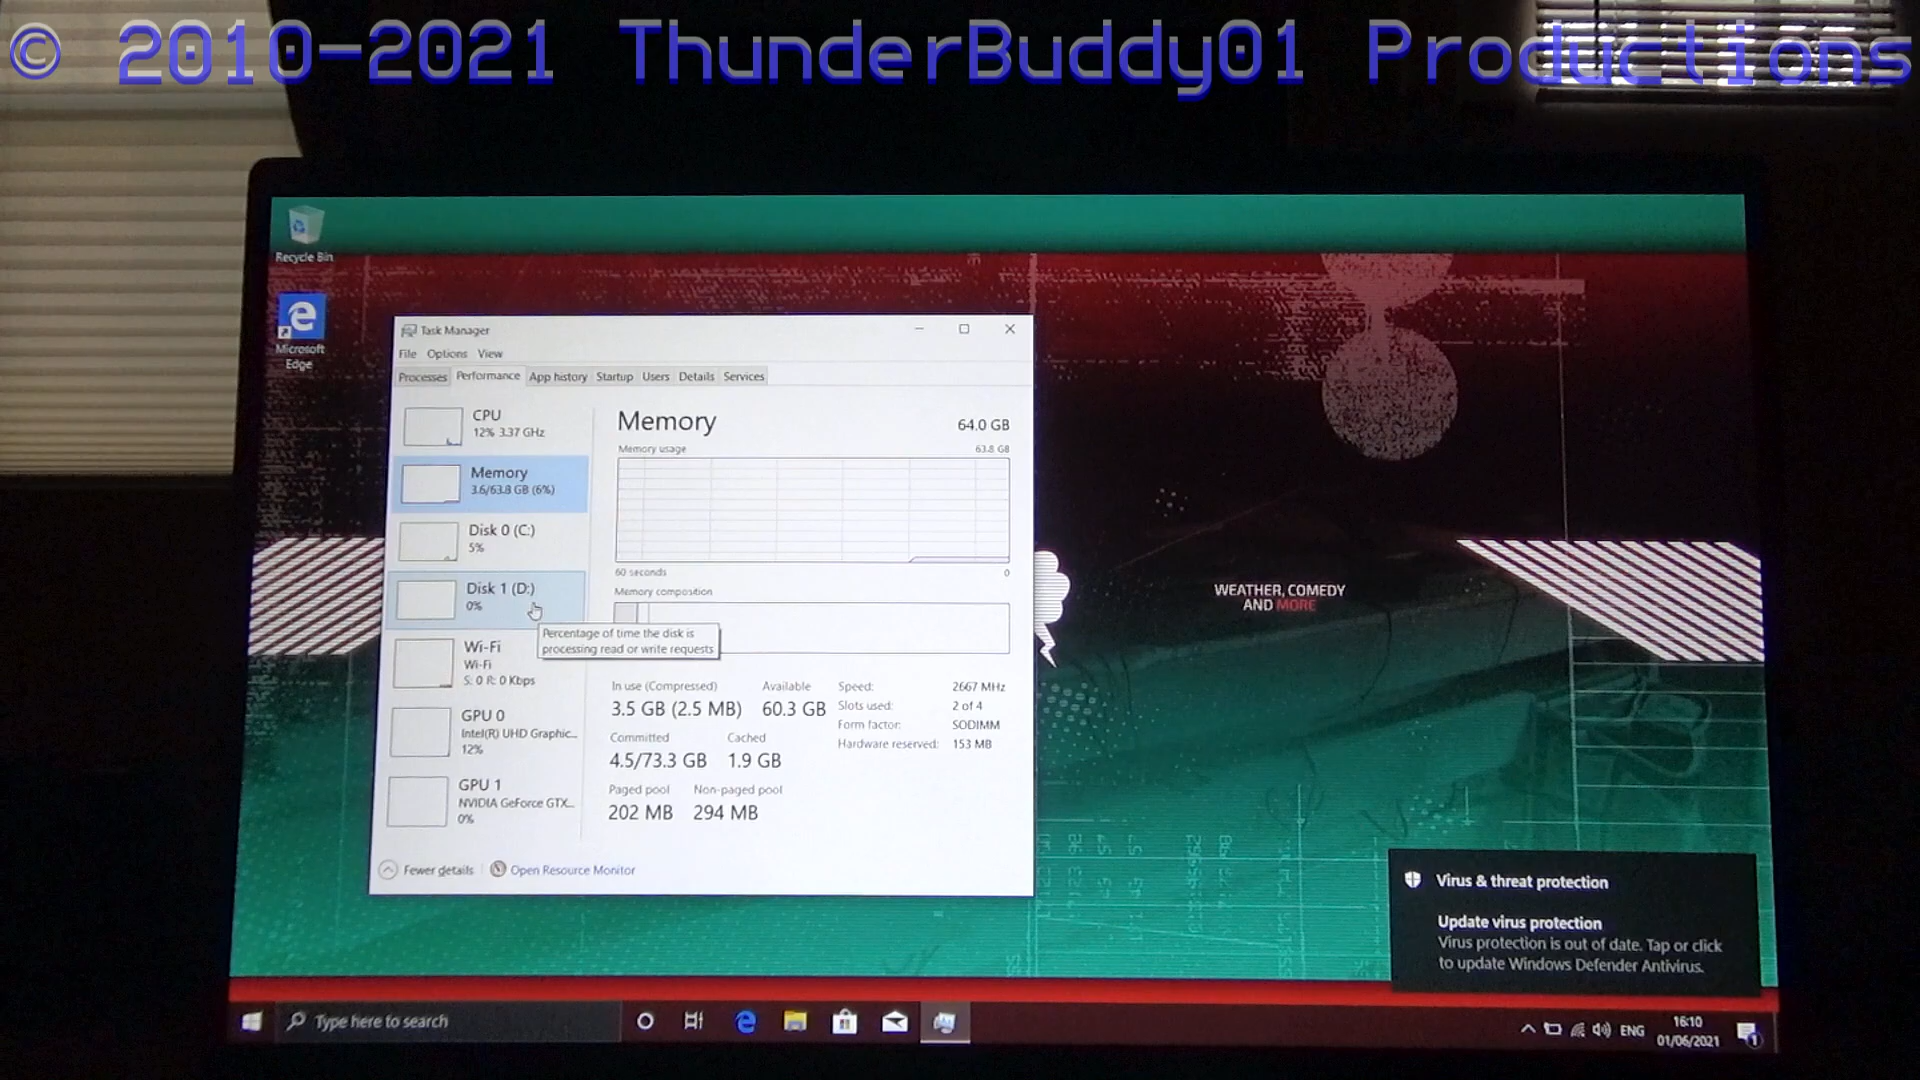 © 2010-2021 ThunderBuddy01 Productions
Recycle Bin
Microsoft
Edge
Task Manager
File Options View
Processes Performance App history Startup Users Details Services
CPU
12% 3.37 GHz
Memory
3.6/63.8 GB (6%)
Disk 0 (C:)
5%
Disk 1 (D:)
0%
Wi-Fi
Wi-Fi
S: 0 R: 0 Kbps
GPU 0
Intel(R) UHD Graphic...
12%
GPU 1
NVIDIA GeForce GTX...
0%
Memory 64.0 GB
Memory usage 63.8 GB
60 seconds 0
Memory composition
Percentage of time the disk is
processing read or write requests
In use (Compressed) Available
3.5 GB (2.5 MB) 60.3 GB
Committed Cached
4.5/73.3 GB 1.9 GB
Paged pool Non-paged pool
202 MB 294 MB
Speed: 2667 MHz
Slots used: 2 of 4
Form factor: SODIMM
Hardware reserved: 153 MB
Fewer details Open Resource Monitor
WEATHER, COMEDY
AND MORE
Virus & threat protection
Update virus protection
Virus protection is out of date. Tap or click
to update Windows Defender Antivirus.
Type here to search
ENG
16:10
01/06/2021
1